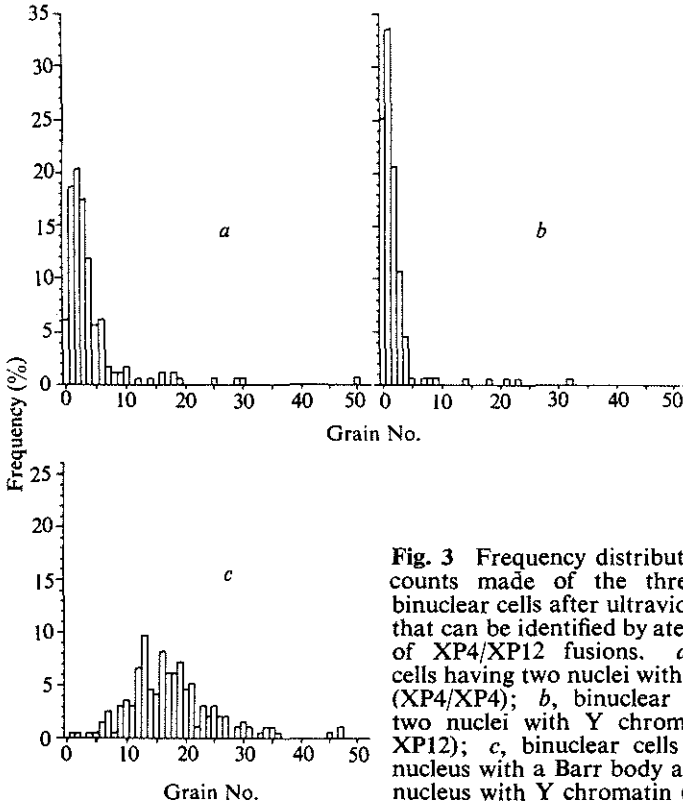 35
30
25
20
15
10
5
0
a
b
0 10 20 30 40 50 0 10 20 30 40 50
Grain No.
Frequency (%)
25
20
15
10
5
0
c
0 10 20 30 40 50
Grain No.
Fig. 3 Frequency distribut
counts made of the thre
binuclear cells after ultravio
that can be identified by ate
of XP4/XP12 fusions. a
cells having two nuclei with
(XP4/XP4); b, binuclear
two nuclei with Y chrom
XP12); c, binuclear cells
nucleus with a Barr body a
nucleus with Y chromatin (